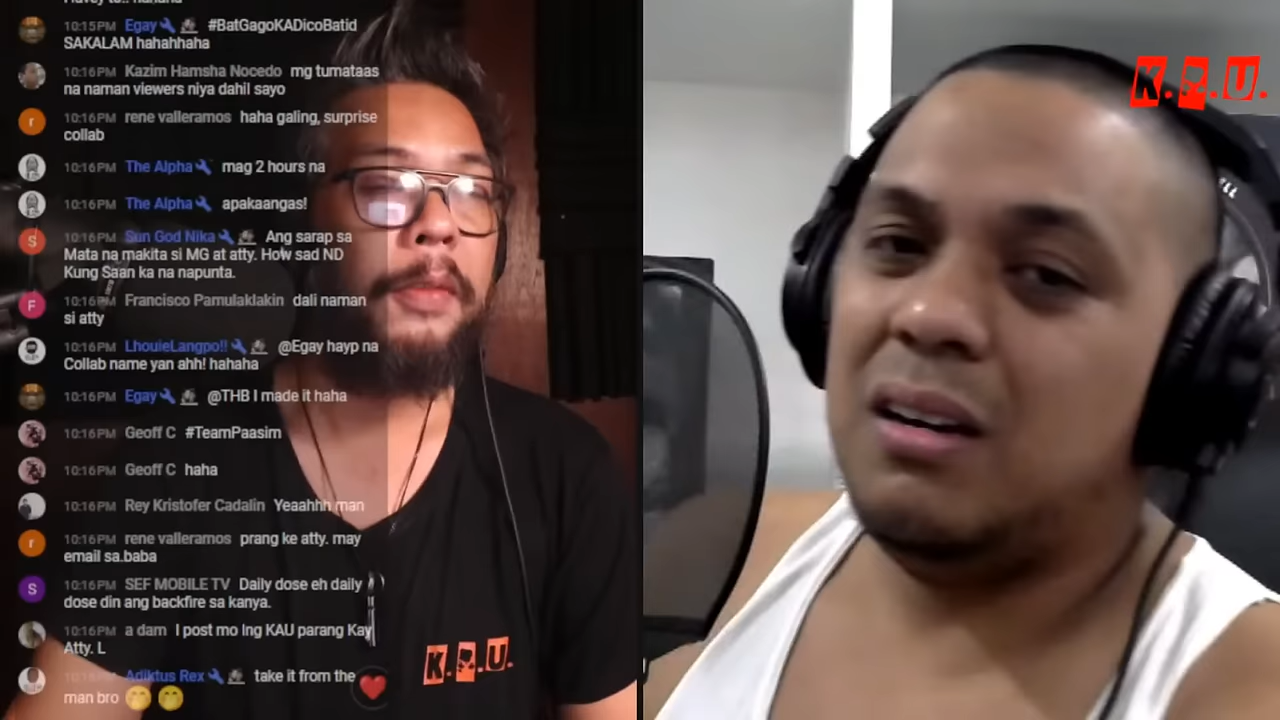 10:15PM Egay #BatGagoKADicoBatid
SAKALAM hahahhaha
10:16PM Kazim Hamsha Nocedo mg tumataas
na naman viewers niya dahil sayo
10:16PM rene valleramos haha galing, surprise
collab
10:16PM The Alpha mag 2 hours na
10:16PM The Alpha apakaangas!
S 10:16PM Sun God Nika Ang sarap sa
Mata na makita si MG at atty. How sad ND
Kung Saan ka na napunta.
F 10:16PM Francisco Pamulaklakin dali naman
si atty
10:16PM LhouieLangpo!! @Egay hayp na
Collab name yan ahh! hahaha
10:16PM Egay @THB I made it haha
10:16PM Geoff C #TeamPaasim
10:16PM Geoff C haha
10:16PM Rey Kristofer Cadalin Yeaahhh man
r 10:16PM rene valleramos prang ke atty. may
email sa.baba
S 10:16PM SEF MOBILE TV Daily dose eh daily
dose din ang backfire sa kanya.
10:16PM a dam I post mo lng KAU parang Kay
Atty. L
Adiktus Rex take it from the
man bro
K.R.U.
K.R.U.